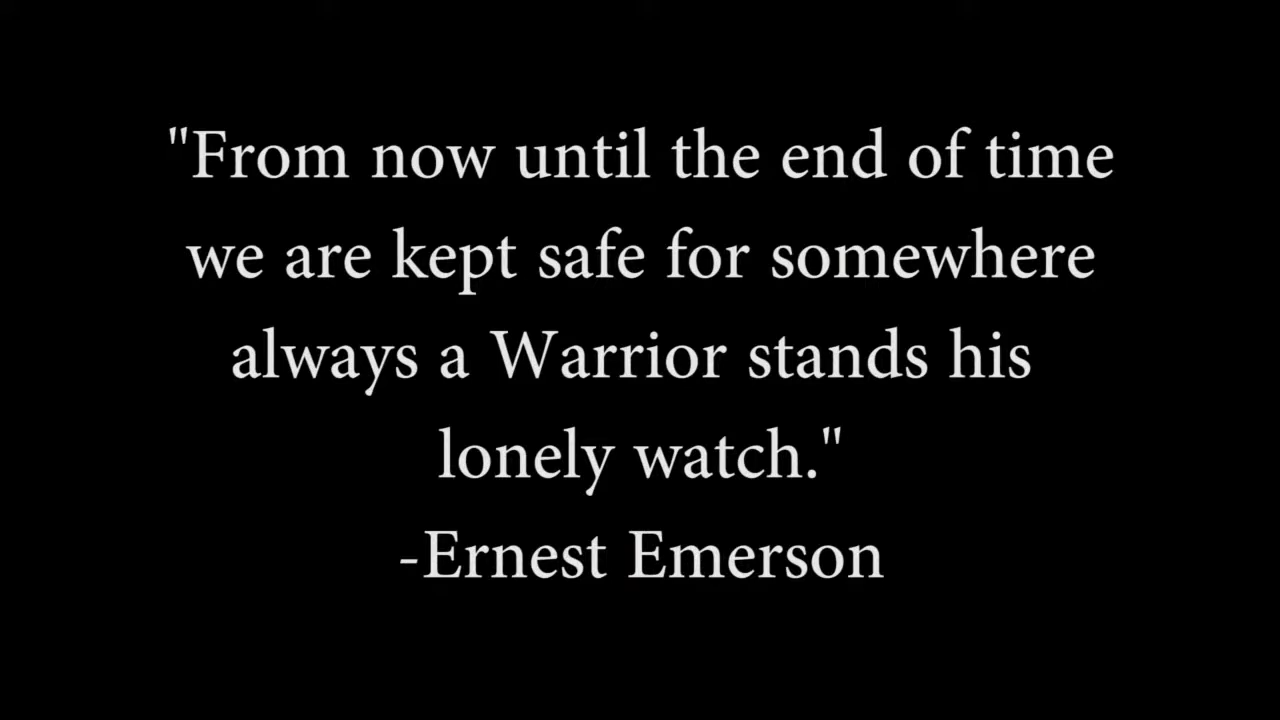 "From now until the end of time
we are kept safe for somewhere
always a Warrior stands his
lonely watch."
-Ernest Emerson